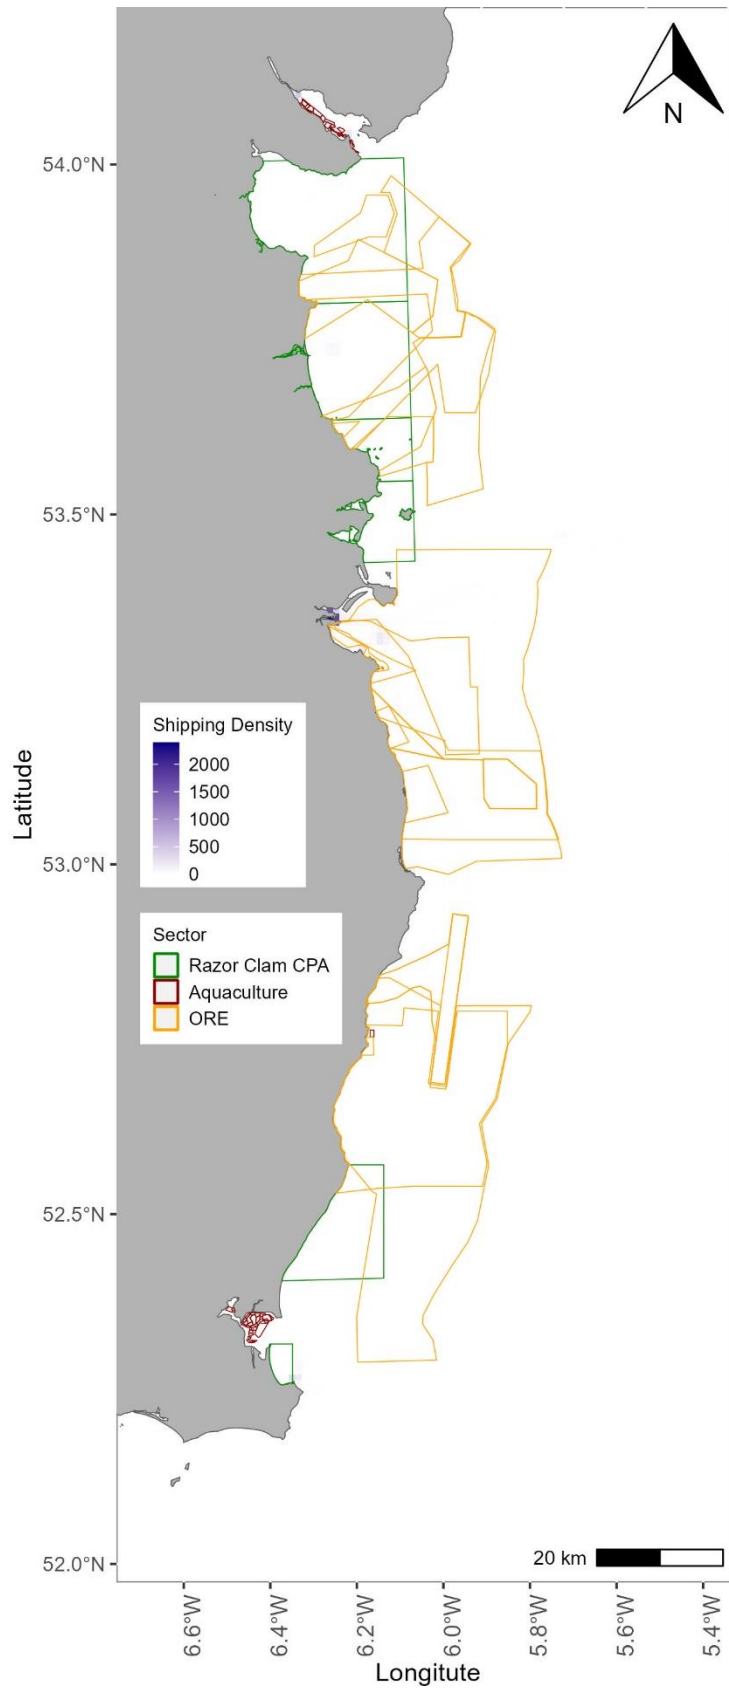 N
54.0°N
53.5°N
Shipping Density
2000
1500
1000
500
0
Latitude
53.0°N
Sector
Razor Clam CPA
Aquaculture
ORE
52.5°N
20 km
52.0°N
6.6°W
6.4°W
6.2°W
6.0°W
5.8°W
5.6°W
5.4°W
Longitute